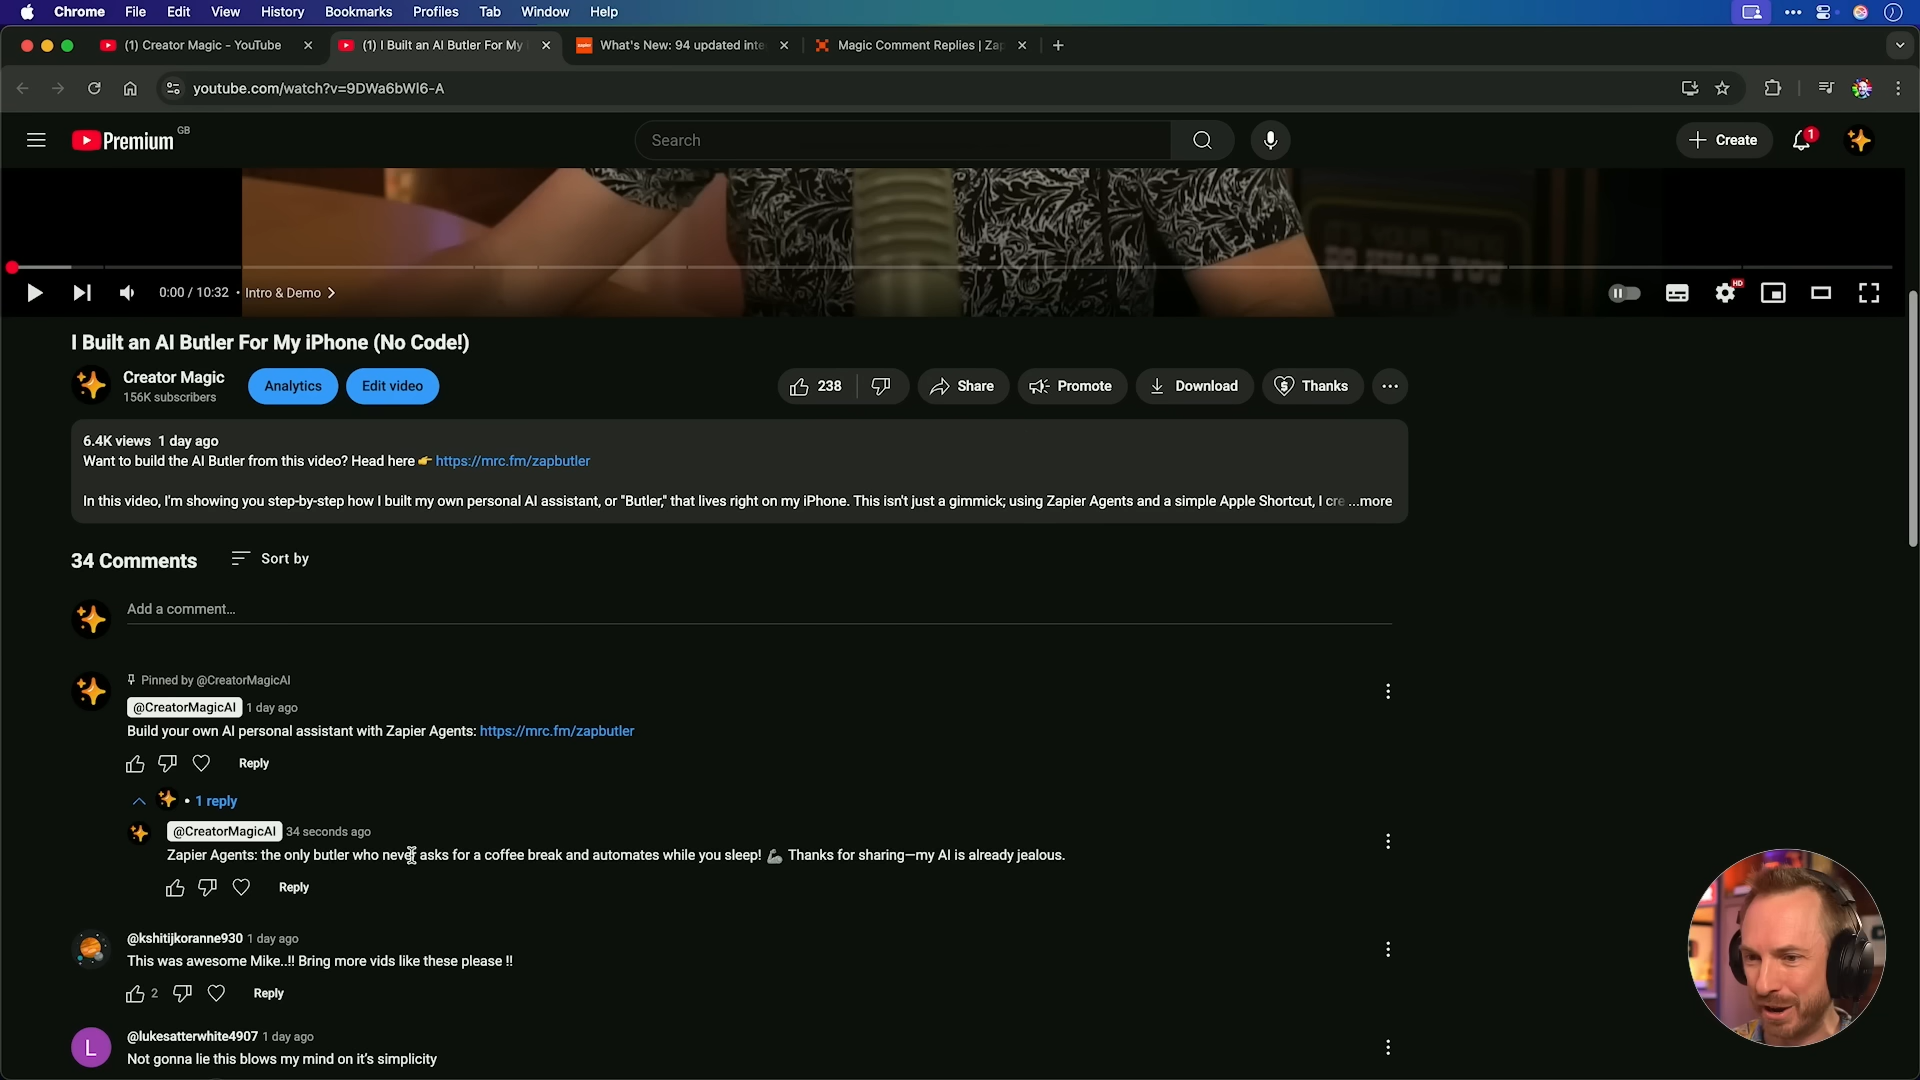 Chrome File Edit View History Bookmarks Profiles Tab Window Help
(1) Creator Magic - YouTube
(1) I Built an AI Butler For My
What's New: 94 updated inte
Magic Comment Replies | Zap
youtube.com/watch?v=9DWa6bWl6-A
Premium GB
Search
Create
1
0:00 / 10:32 • Intro & Demo
HD
I Built an AI Butler For My iPhone (No Code!)
Creator Magic
156K subscribers
Analytics
Edit video
238
Share
Promote
Download
Thanks
6.4K views 1 day ago
Want to build the AI Butler from this video? Head here 👉 https://mrc.fm/zapbutler
In this video, I'm showing you step-by-step how I built my own personal AI assistant, or "Butler," that lives right on my iPhone. This isn't just a gimmick; using Zapier Agents and a simple Apple Shortcut, I cre ...more
34 Comments
Sort by
Add a comment...
Pinned by @CreatorMagicAI
@CreatorMagicAI 1 day ago
Build your own AI personal assistant with Zapier Agents: https://mrc.fm/zapbutler
Reply
• 1 reply
@CreatorMagicAI 34 seconds ago
Zapier Agents: the only butler who never asks for a coffee break and automates while you sleep! 💪 Thanks for sharing—my AI is already jealous.
Reply
@kshitijkoranne930 1 day ago
This was awesome Mike..!! Bring more vids like these please !!
2
Reply
L
@lukesatterwhite4907 1 day ago
Not gonna lie this blows my mind on it's simplicity